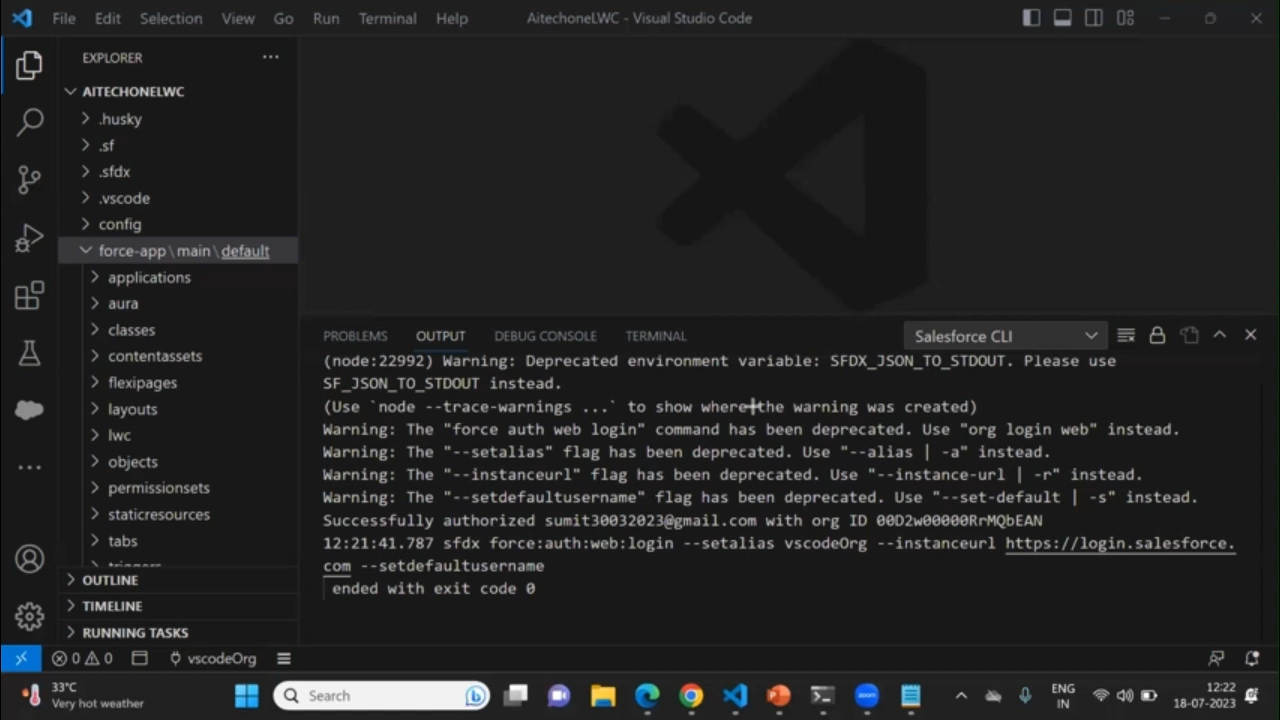 File Edit Selection View Go Run Terminal Help AitechoneLWC - Visual Studio Code
EXPLORER
AITECHONELWC
.husky
.sf
.sfdx
.vscode
config
force-app\main\default
applications
aura
classes
contentassets
flexipages
layouts
lwc
objects
permissionsets
staticresources
tabs
triggers
OUTLINE
TIMELINE
RUNNING TASKS
PROBLEMS OUTPUT DEBUG CONSOLE TERMINAL Salesforce CLI
(node:22992) Warning: Deprecated environment variable: SFDX_JSON_TO_STDOUT. Please use
SF_JSON_TO_STDOUT instead.
(Use `node --trace-warnings ...` to show where the warning was created)
Warning: The "force auth web login" command has been deprecated. Use "org login web" instead.
Warning: The "--setalias" flag has been deprecated. Use "--alias | -a" instead.
Warning: The "--instanceurl" flag has been deprecated. Use "--instance-url | -r" instead.
Warning: The "--setdefaultusername" flag has been deprecated. Use "--set-default | -s" instead.
Successfully authorized sumit30032023@gmail.com with org ID 00D2w00000RrMQbEAN
12:21:41.787 sfdx force:auth:web:login --setalias vscodeOrg --instanceurl https://login.salesforce.
com --setdefaultusername
ended with exit code 0
0 0 vscodeOrg
33°C
Very hot weather
Search
zoom
ENG
IN
12:22
18-07-2023